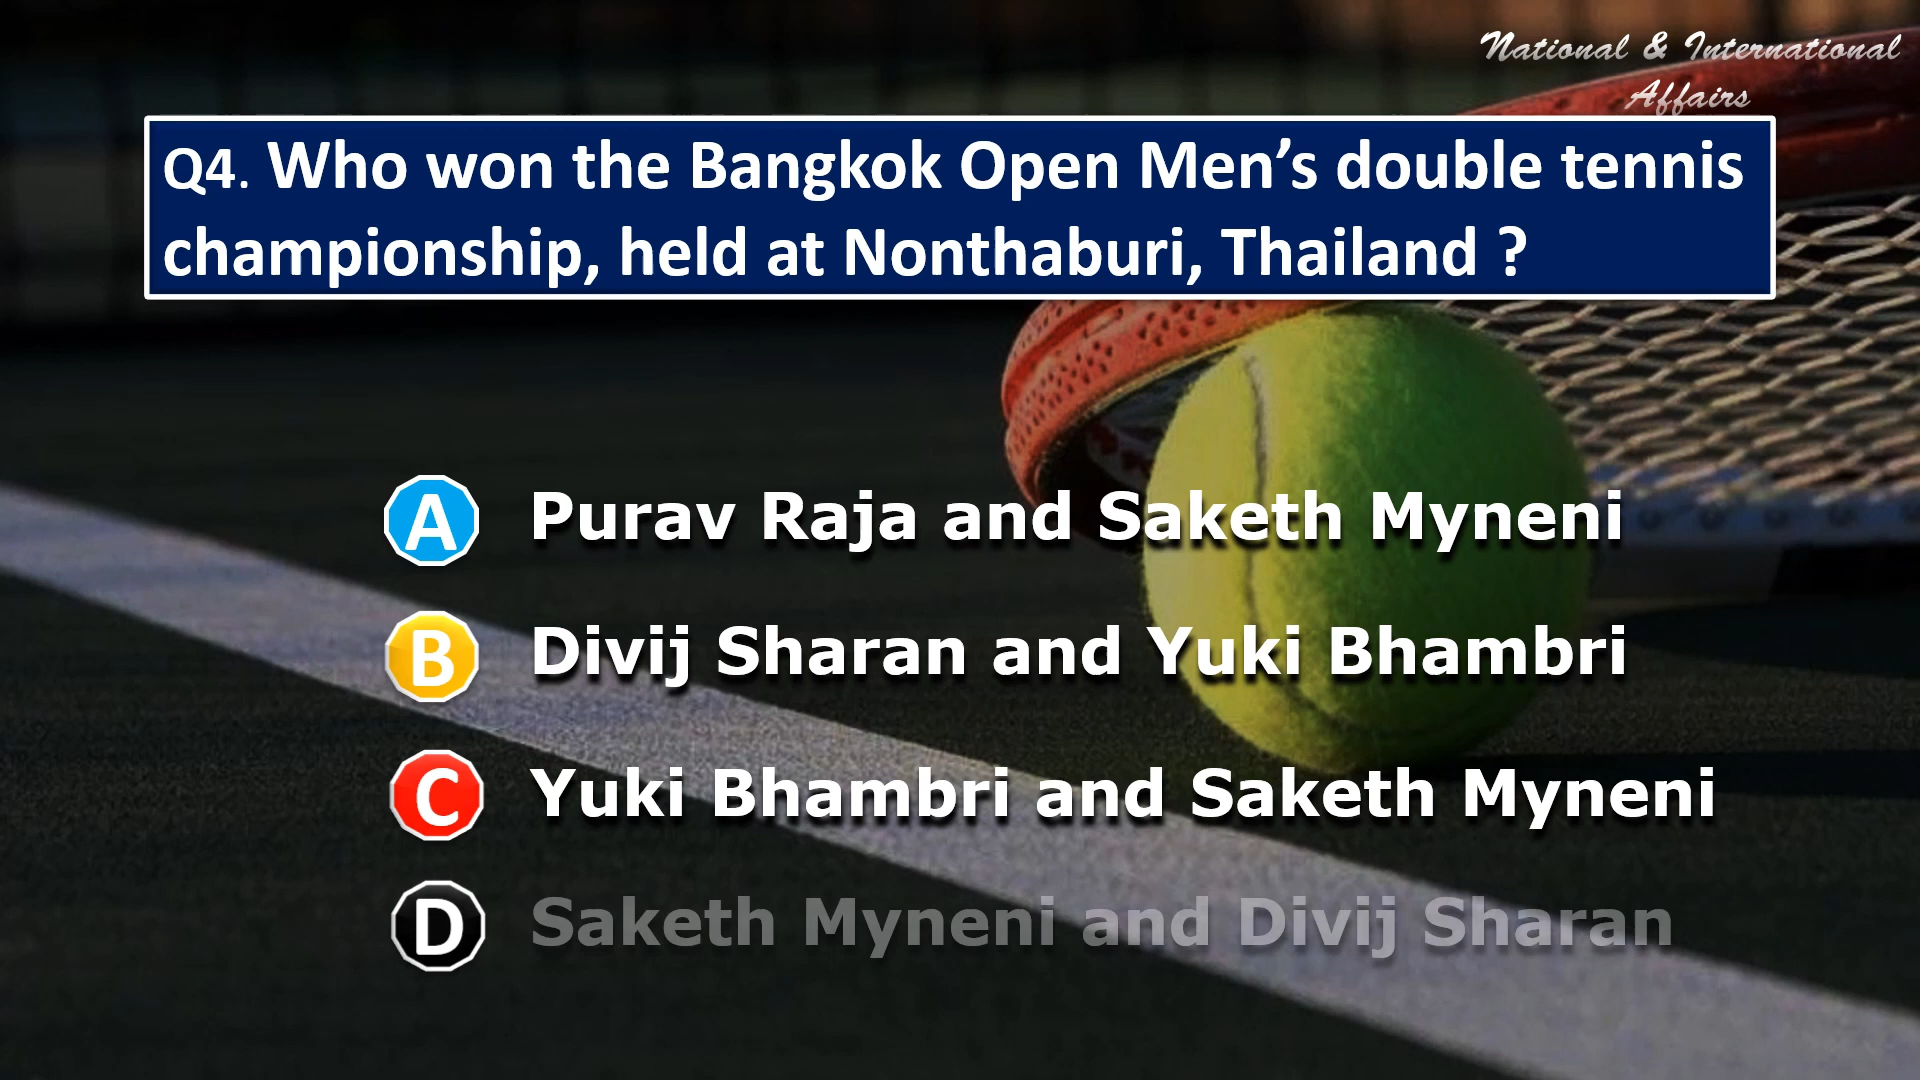 National & International
Affairs
Q4. Who won the Bangkok Open Men’s double tennis
championship, held at Nonthaburi, Thailand ?
A Purav Raja and Saketh Myneni
B Divij Sharan and Yuki Bhambri
C Yuki Bhambri and Saketh Myneni
D Saketh Myneni and Divij Sharan